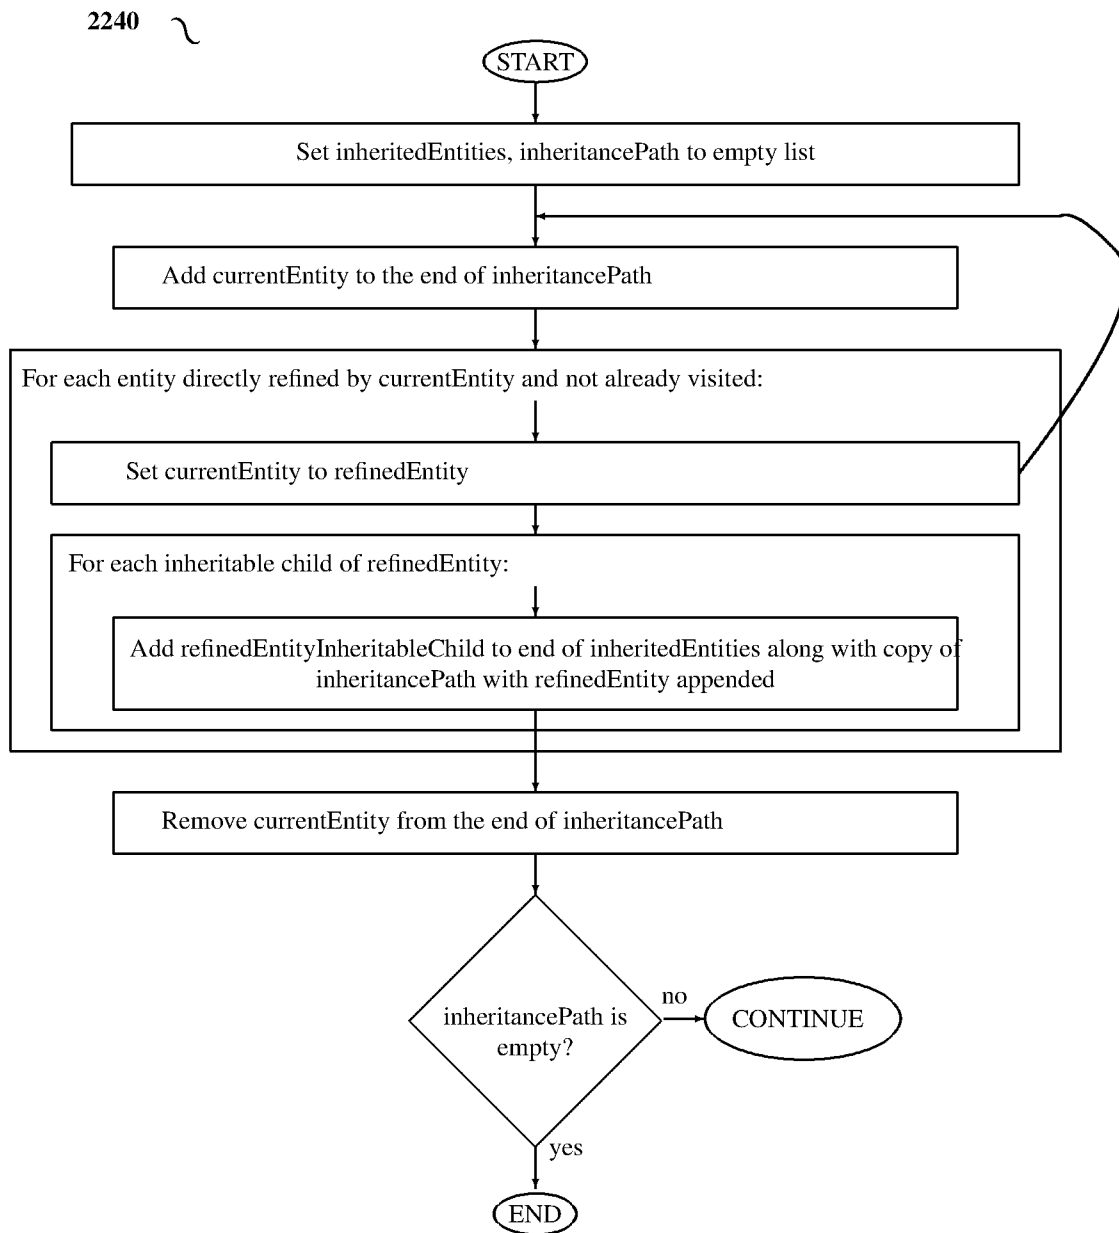 2240
START
Set inheritedEntities, inheritancePath to empty list
Add currentEntity to the end of inheritancePath
For each entity directly refined by currentEntity and not already visited:
Set currentEntity to refinedEntity
For each inheritable child of refinedEntity:
Add refinedEntityInheritableChild to end of inheritedEntities along with copy of
inheritancePath with refinedEntity appended
Remove currentEntity from the end of inheritancePath
inheritancePath is
empty?
no
CONTINUE
yes
END